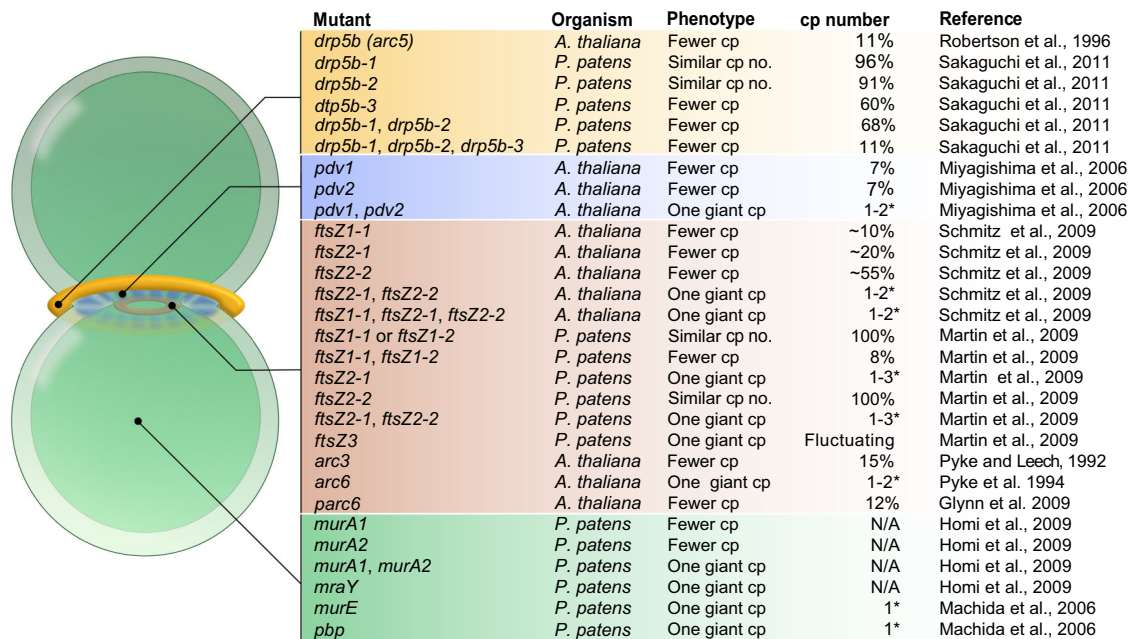 Mutant Organism Phenotype cp number Reference
drp5b (arc5) A. thaliana Fewer cp 11% Robertson et al., 1996
drp5b-1 P. patens Similar cp no. 96% Sakaguchi et al., 2011
drp5b-2 P. patens Similar cp no. 91% Sakaguchi et al., 2011
dtp5b-3 P. patens Fewer cp 60% Sakaguchi et al., 2011
drp5b-1, drp5b-2 P. patens Fewer cp 68% Sakaguchi et al., 2011
drp5b-1, drp5b-2, drp5b-3 P. patens Fewer cp 11% Sakaguchi et al., 2011
pdv1 A. thaliana Fewer cp 7% Miyagishima et al., 2006
pdv2 A. thaliana Fewer cp 7% Miyagishima et al., 2006
pdv1, pdv2 A. thaliana One giant cp 1-2* Miyagishima et al., 2006
ftsZ1-1 A. thaliana Fewer cp ~10% Schmitz et al., 2009
ftsZ2-1 A. thaliana Fewer cp ~20% Schmitz et al., 2009
ftsZ2-2 A. thaliana Fewer cp ~55% Schmitz et al., 2009
ftsZ2-1, ftsZ2-2 A. thaliana One giant cp 1-2* Schmitz et al., 2009
ftsZ1-1, ftsZ2-1, ftsZ2-2 A. thaliana One giant cp 1-2* Schmitz et al., 2009
ftsZ1-1 or ftsZ1-2 P. patens Similar cp no. 100% Martin et al., 2009
ftsZ1-1, ftsZ1-2 P. patens Fewer cp 8% Martin et al., 2009
ftsZ2-1 P. patens One giant cp 1-3* Martin et al., 2009
ftsZ2-2 P. patens Similar cp no. 100% Martin et al., 2009
ftsZ2-1, ftsZ2-2 P. patens One giant cp 1-3* Martin et al., 2009
ftsZ3 P. patens One giant cp Fluctuating Martin et al., 2009
arc3 A. thaliana Fewer cp 15% Pyke and Leech, 1992
arc6 A. thaliana One giant cp 1-2* Pyke et al. 1994
parc6 A. thaliana Fewer cp 12% Glynn et al. 2009
murA1 P. patens Fewer cp N/A Homi et al., 2009
murA2 P. patens Fewer cp N/A Homi et al., 2009
murA1, murA2 P. patens One giant cp N/A Homi et al., 2009
mraY P. patens One giant cp N/A Homi et al., 2009
murE P. patens One giant cp 1* Machida et al., 2006
pbp P. patens One giant cp 1* Machida et al., 2006